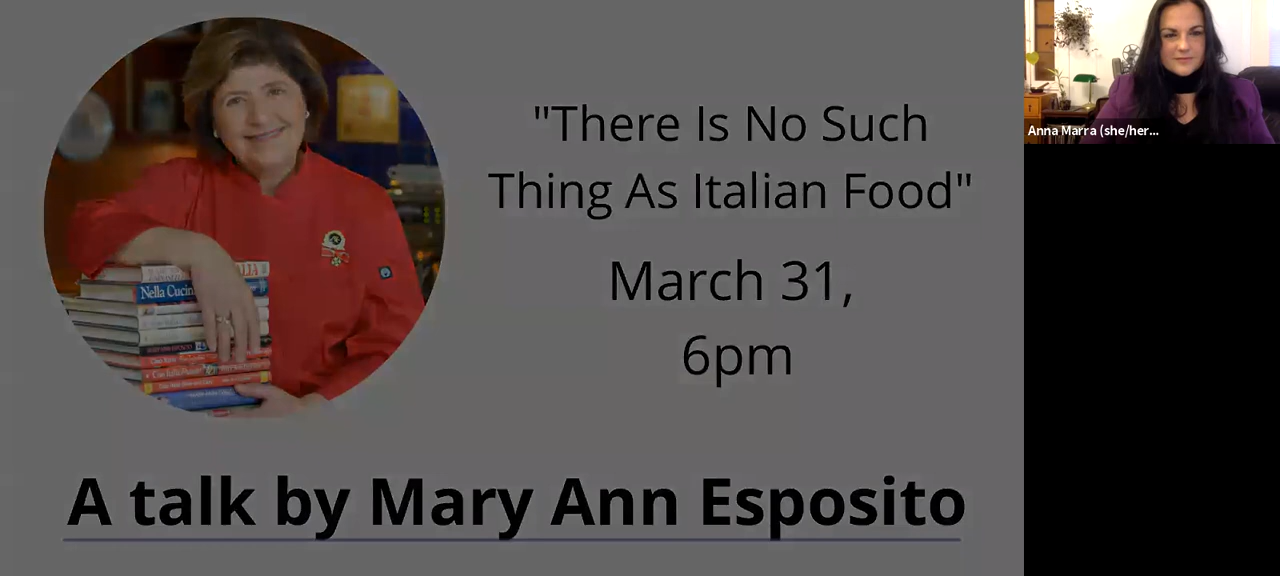 "There Is No Such
Thing As Italian Food"
March 31,
6pm
A talk by Mary Ann Esposito
Anna Marra (she/her...
Nella Cucin